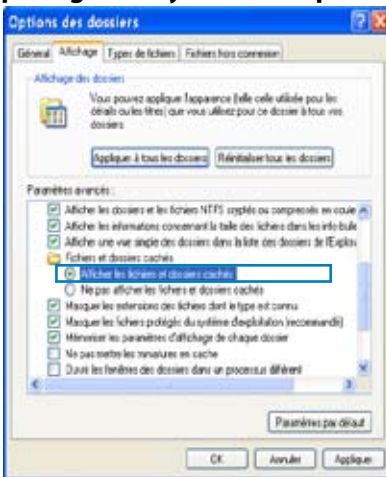 Options des dossiers
Général
Affichage
Types de fichiers
Fichiers hors connexion
Affichage des dossiers
Vous pouvez appliquer l'apparence (telle celle utilisée pour les
détails ou les titres) que vous utilisez pour ce dossier à tous vos
dossiers.
Appliquer à tous les dossiers
Réinitialiser tous les dossiers
Paramètres avancés :
Afficher les dossiers et les fichiers NTFS cryptés ou compressés en coule
Afficher les informations concernant la taille des fichiers dans les info-bulle
Afficher une vue simple des dossiers dans la liste des dossiers de l'Explor
Fichiers et dossiers cachés
Afficher les fichiers et dossiers cachés
Ne pas afficher les fichiers et dossiers cachés
Masquer les extensions des fichiers dont le type est connu
Masquer les fichiers protégés du système d'exploitation (recommandé)
Mémoriser les paramètres d'affichage de chaque dossier
Ne pas mettre les miniatures en cache
Ouvrir les fenêtres des dossiers dans un processus différent
Paramètres par défaut
OK
Annuler
Appliquer